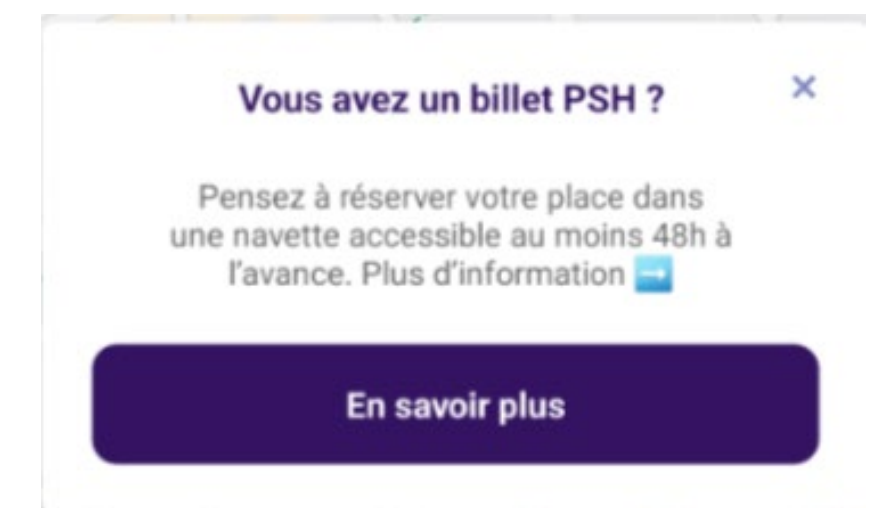 Vous avez un billet PSH ?
Pensez à réserver votre place dans
une navette accessible au moins 48h à
l'avance. Plus d'information ➡️
En savoir plus